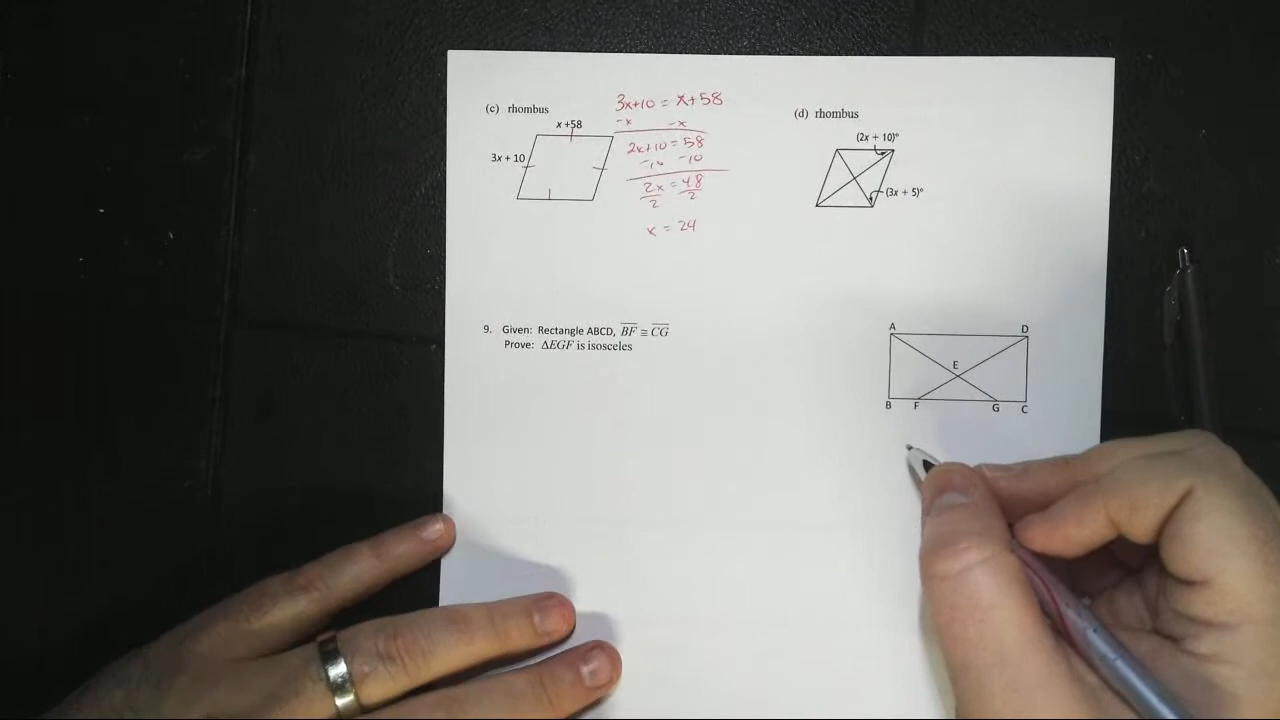 (c) rhombus
x+58
3x + 10
3x+10 = x+58
-x -x
2x+10 = 58
-10 -10
2x = 48
2 2
x = 24
(d) rhombus
(2x + 10)°
(3x + 5)°
9. Given: Rectangle ABCD, BF ≅ CG
Prove: ΔEGF is isosceles
A D
E
B F G C